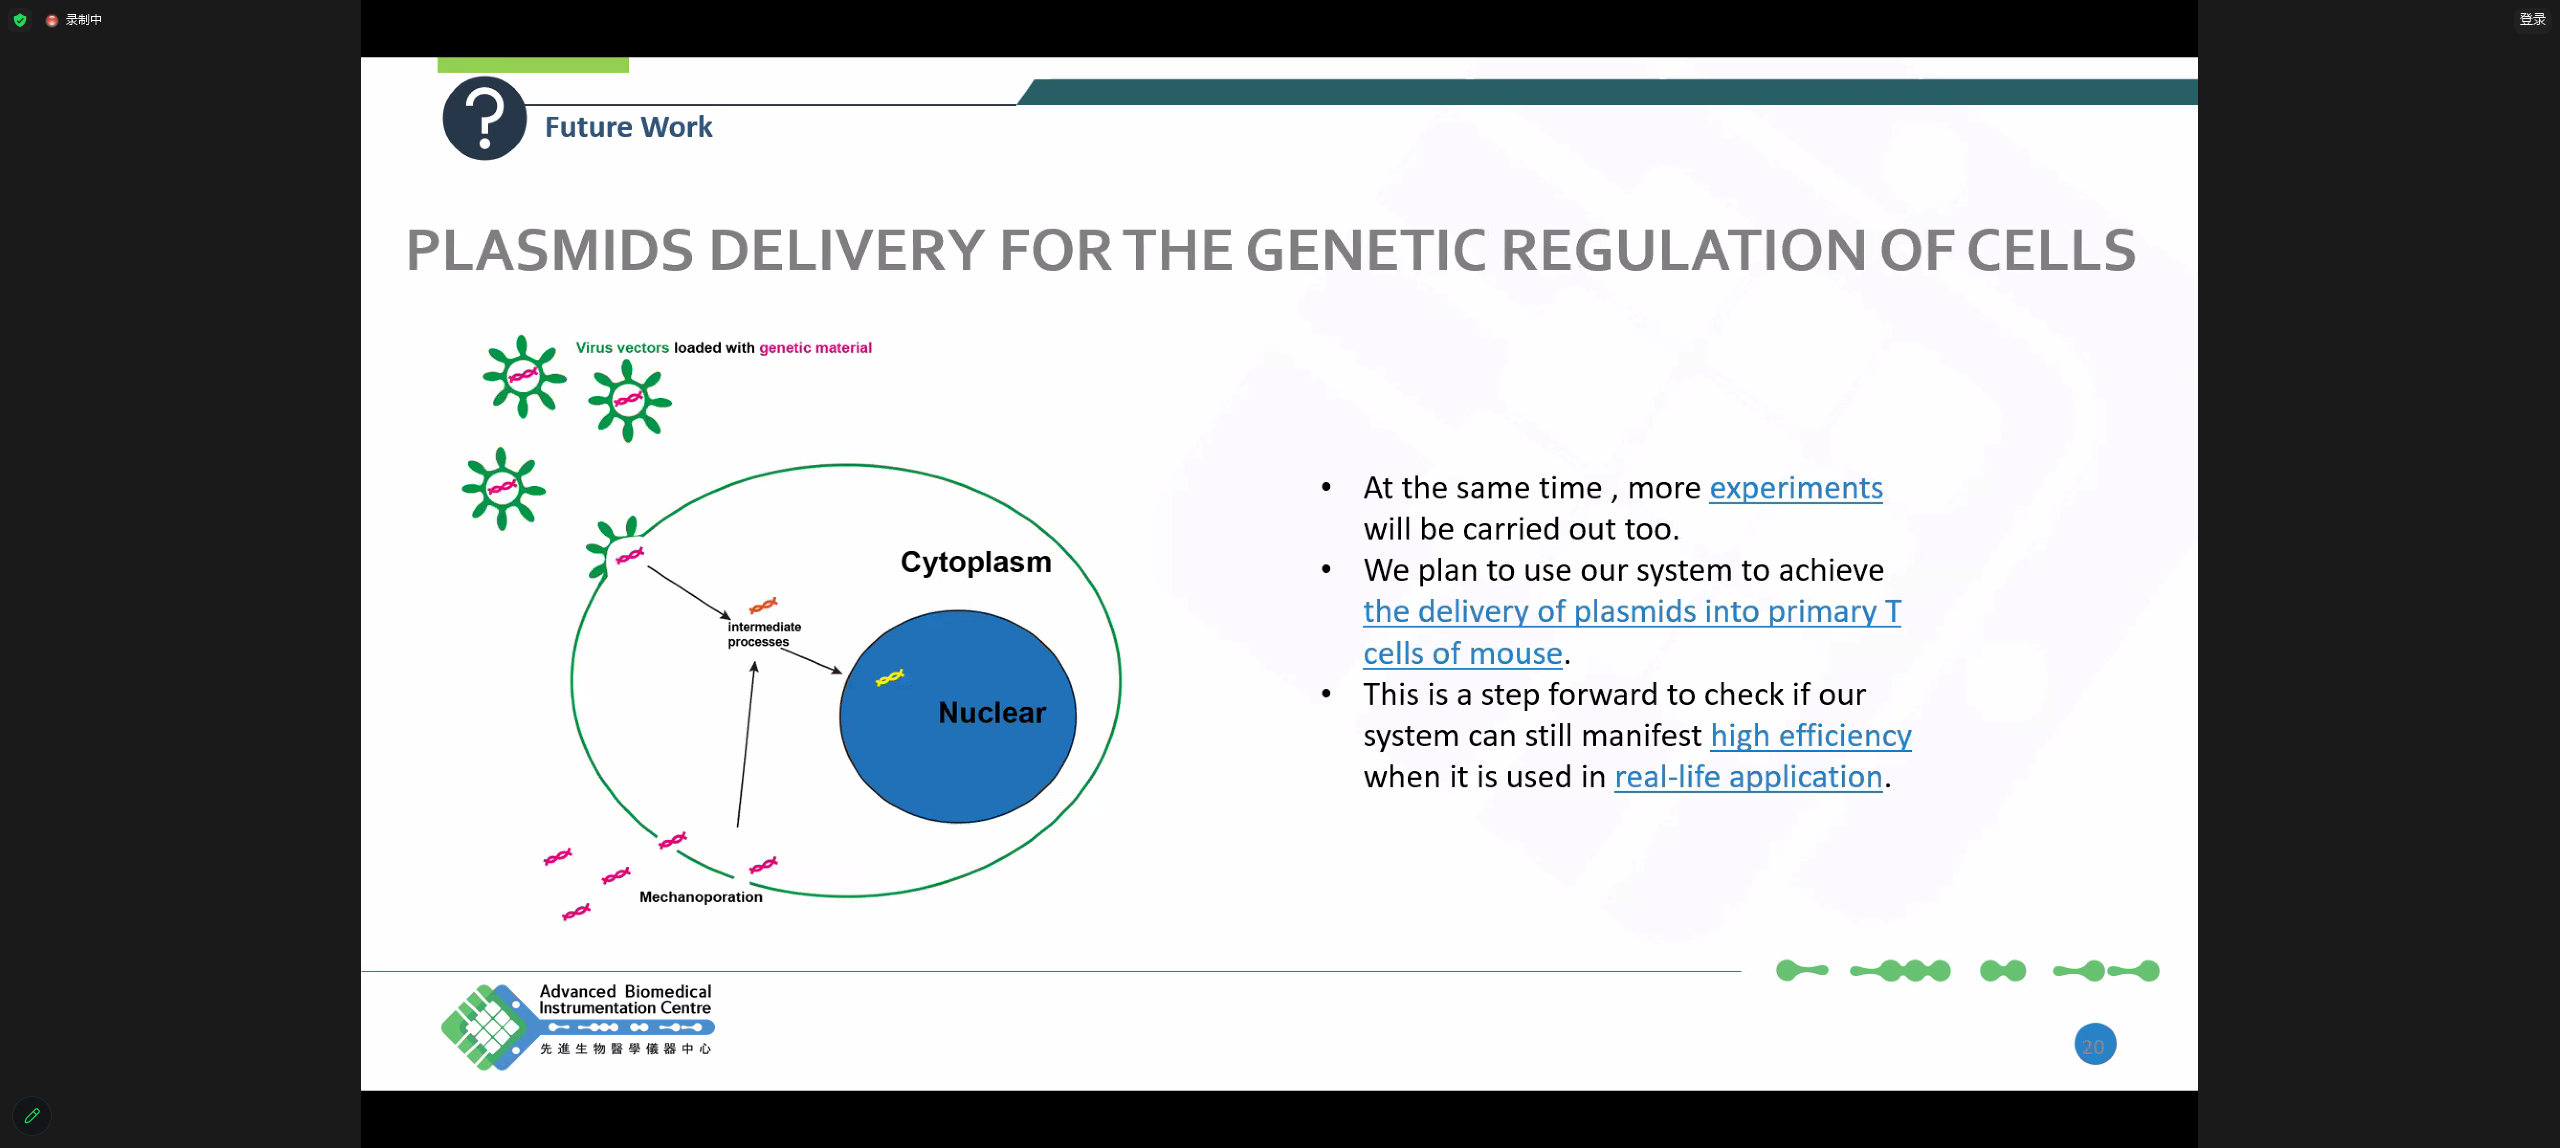 录制中
登录
?
Future Work
PLASMIDS DELIVERY FOR THE GENETIC REGULATION OF CELLS
Virus vectors loaded with genetic material
Cytoplasm
intermediate
processes
Nuclear
Mechanoporation
• At the same time , more experiments
will be carried out too.
• We plan to use our system to achieve
the delivery of plasmids into primary T
cells of mouse.
• This is a step forward to check if our
system can still manifest high efficiency
when it is used in real-life application.
Advanced Biomedical
Instrumentation Centre
先進生物醫學儀器中心
20